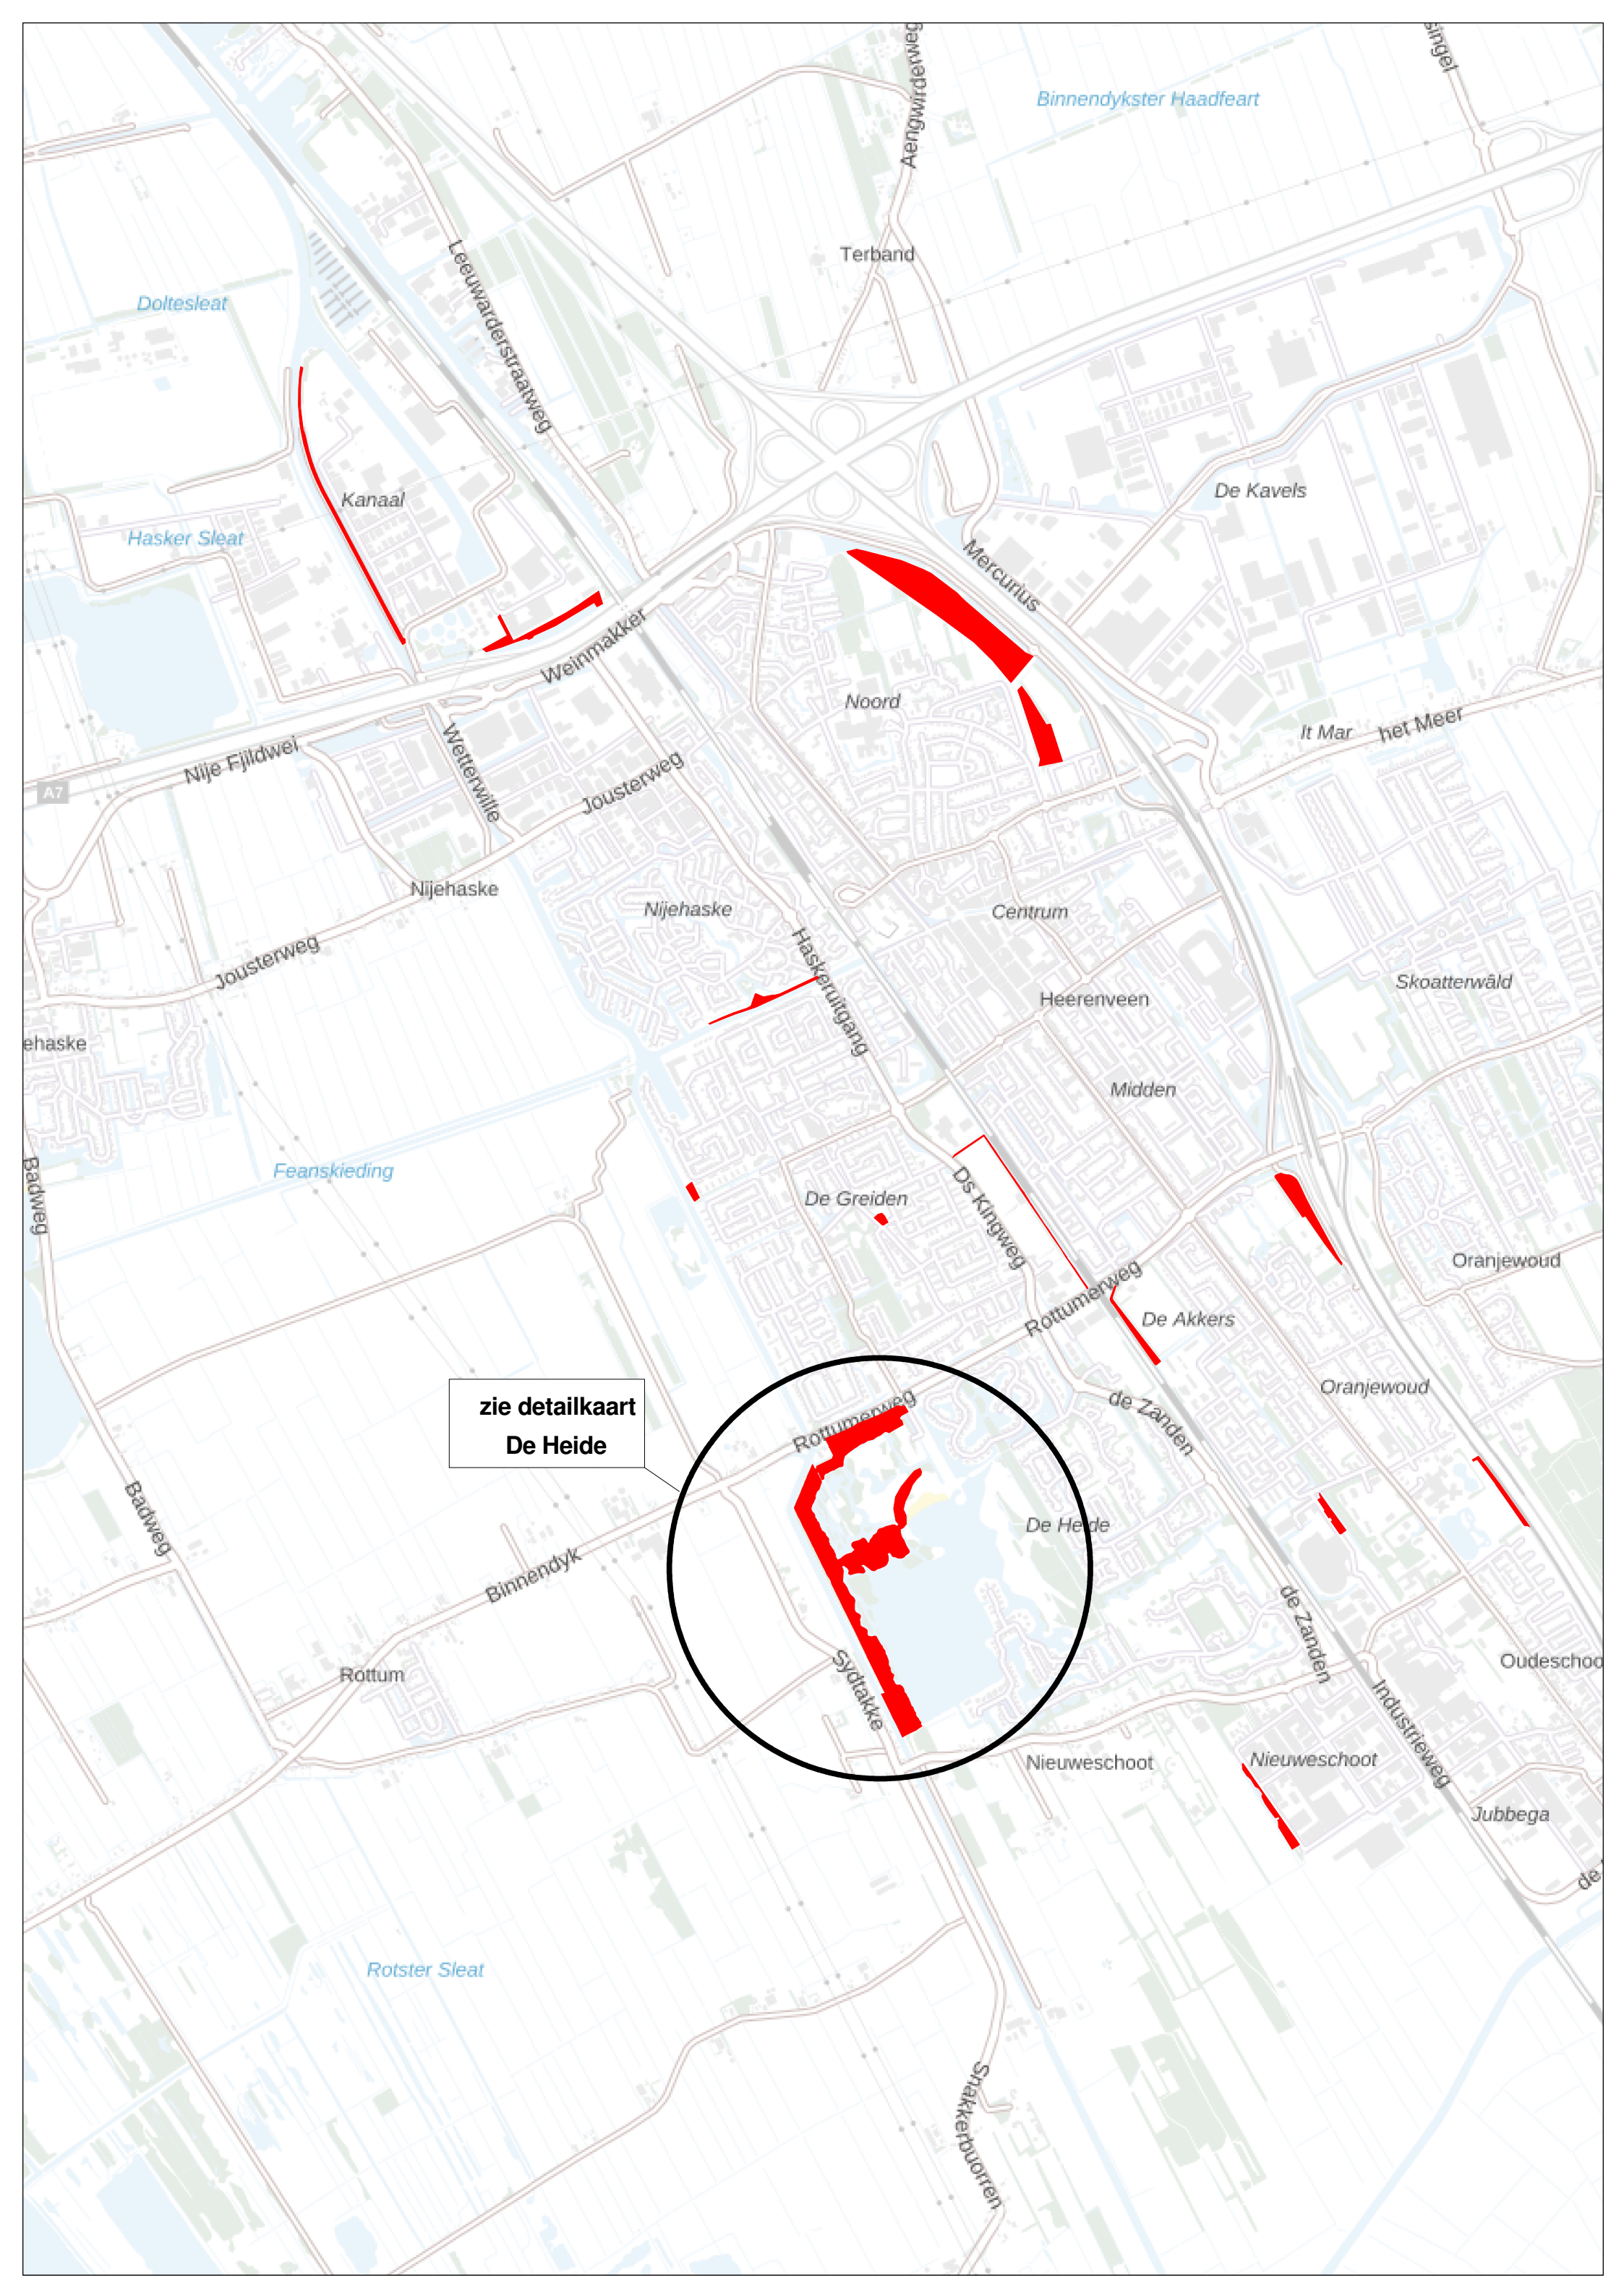 Singel
Aengwirderweg
Binnendykster Haadfeart
Terband
Leeuwarderstraatweg
Doltesleat
Kanaal
De Kavels
Hasker Sleat
Mercurius
Weinmakker
Noord
It Mar
het Meer
Nije Fjildwei
Wetterwille
Jousterweg
A7
Nijehaske
Nijehaske
Centrum
Jousterweg
Haskeruitgang
Skoatterwâld
Heerenveen
ehaske
Midden
Feanskieding
Badweg
De Greiden
Ds Kingweg
Oranjewoud
Rottumerweg
De Akkers
Oranjewoud
zie detailkaart
De Heide
Rottumerweg
de Zanden
Badweg
De Heide
Binnendyk
de Zanden
Rottum
Sydtakke
Oudeschoo
Industrieweg
Nieuweschoot
Nieuweschoot
Jubbega
de
Rotster Sleat
Snakkerbuorren